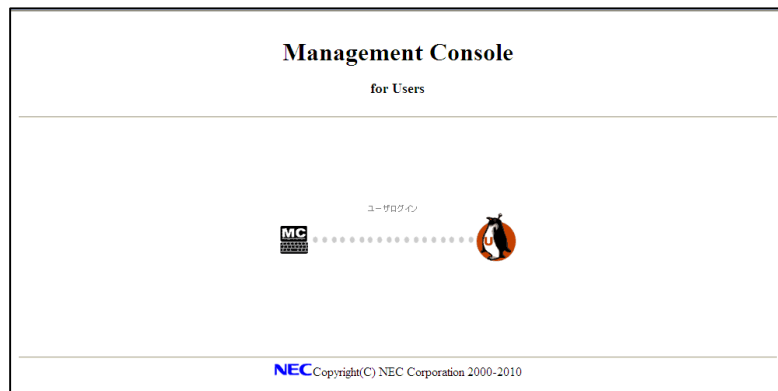 Management Console
for Users
ユーザログイン
MC
U
NEC Copyright(C) NEC Corporation 2000-2010